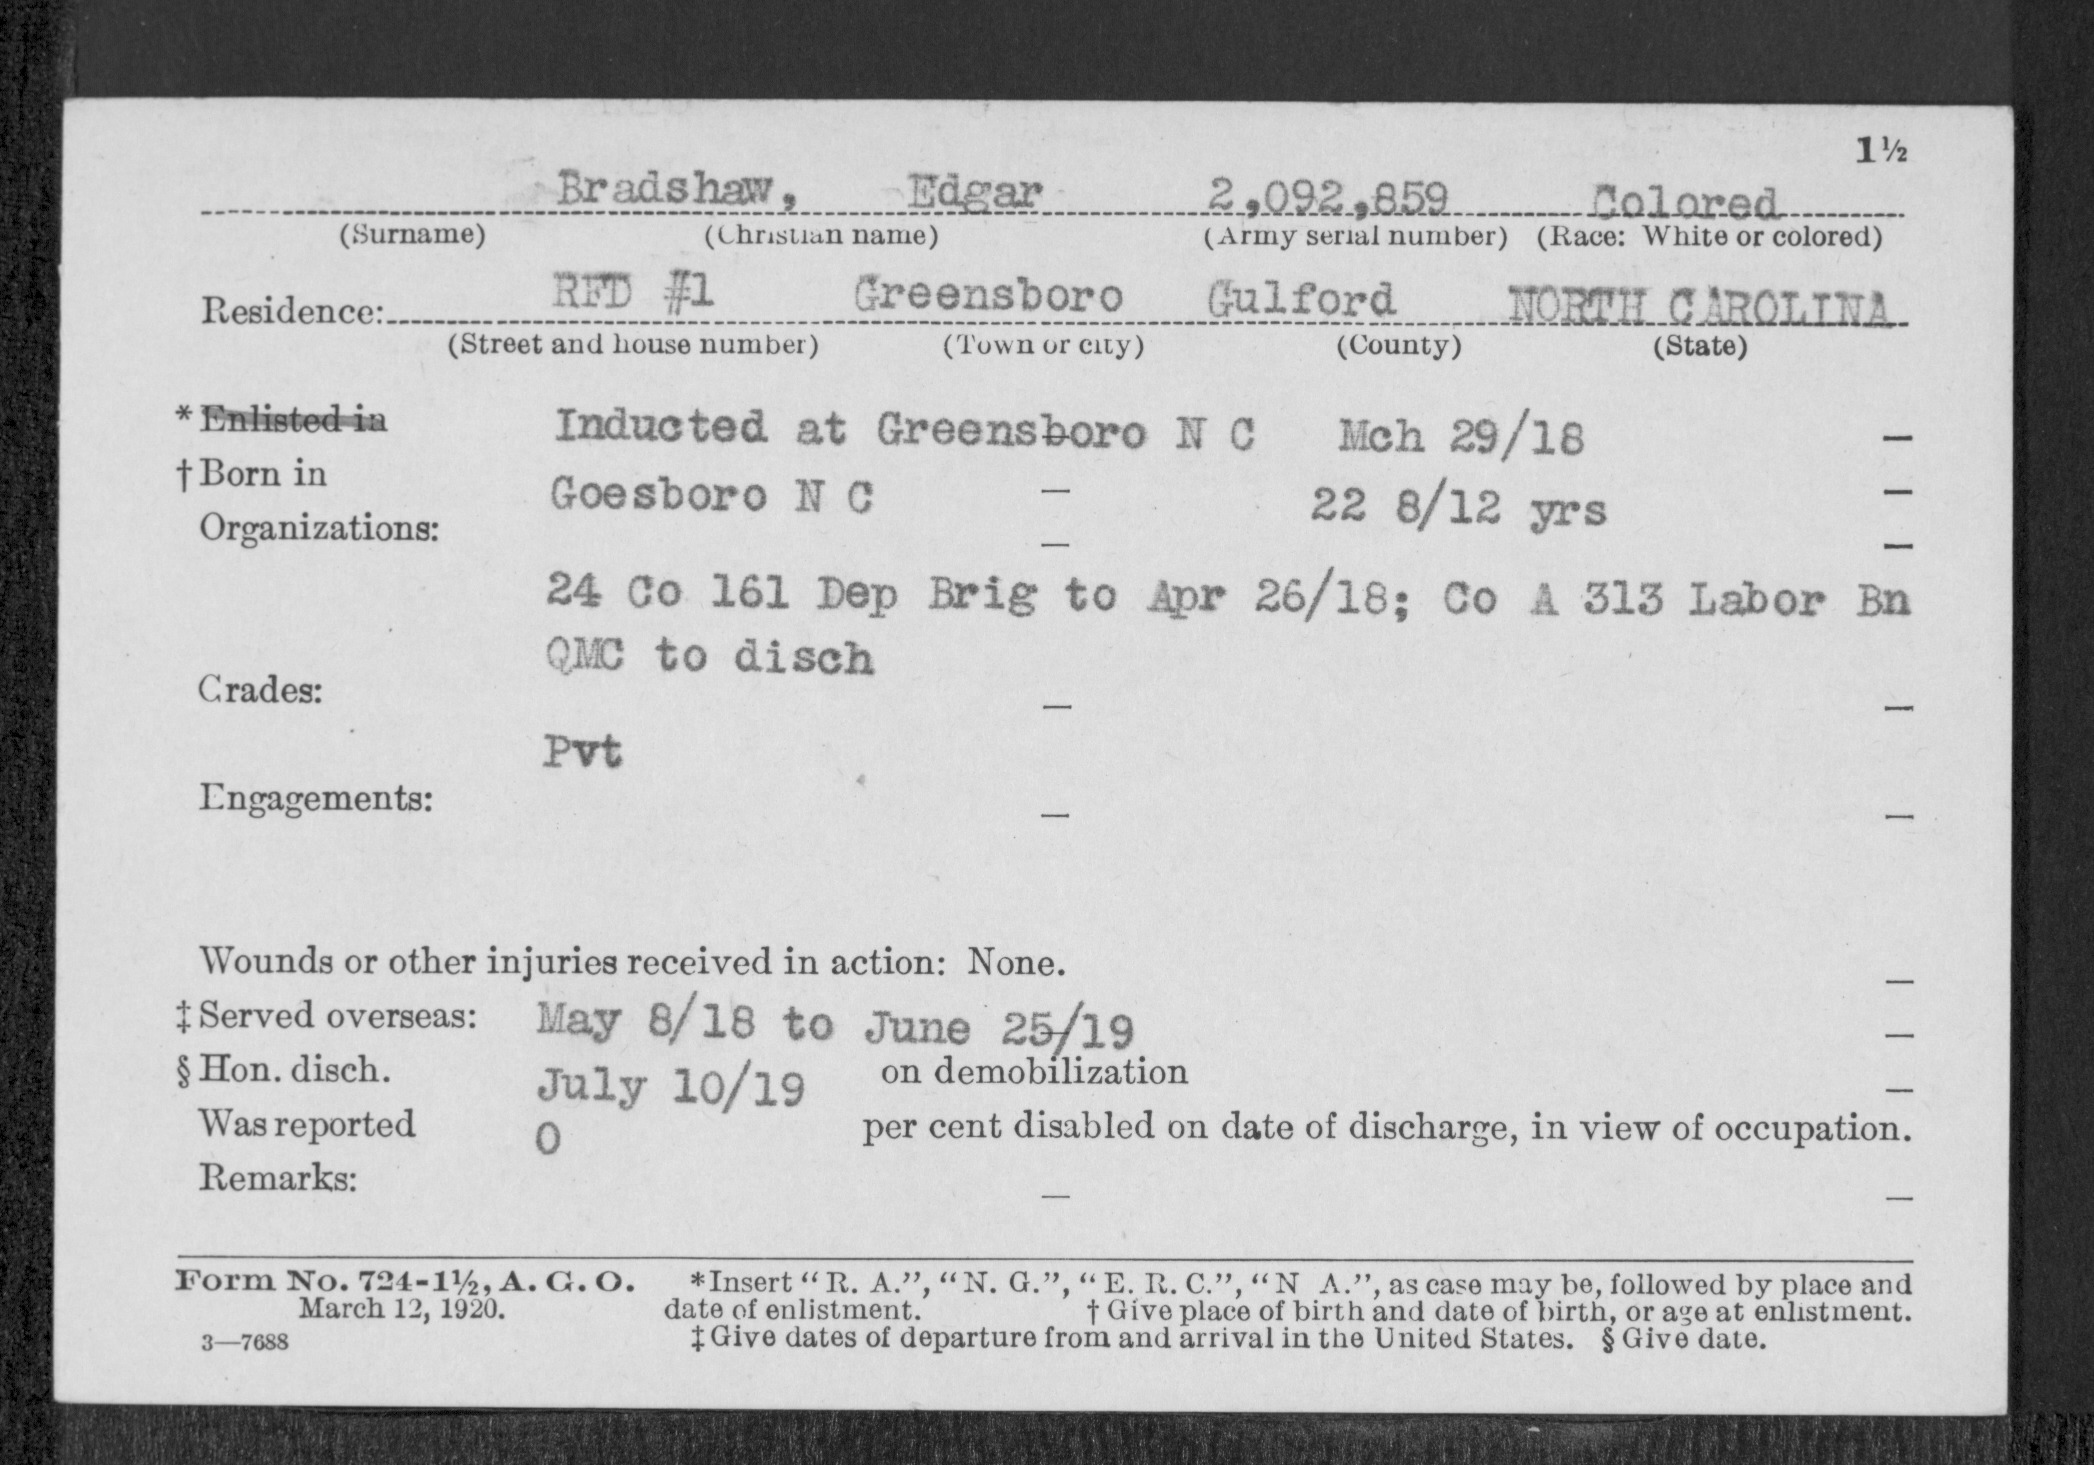 1½
Bradshaw, Edgar 2,092,859 Colored
(Surname) (Christian name) (Army serial number) (Race: White or colored)
Residence: RFD #1 Greensboro Gulford NORTH CAROLINA
(Street and house number) (Town or city) (County) (State)
* Enlisted in Inducted at Greensboro N C Mch 29/18 –
† Born in Goesboro N C – 22 8/12 yrs –
Organizations: – –
24 Co 161 Dep Brig to Apr 26/18; Co A 313 Labor Bn
QMC to disch
Grades: – –
Pvt
Engagements: – –
Wounds or other injuries received in action: None. –
‡ Served overseas: May 8/18 to June 25/19 –
§ Hon. disch. July 10/19 on demobilization –
Was reported 0 per cent disabled on date of discharge, in view of occupation.
Remarks: – –
Form No. 724-1½, A. G. O. *Insert "R. A.", "N. G.", "E. R. C.", "N A.", as case may be, followed by place and
March 12, 1920. date of enlistment. † Give place of birth and date of birth, or age at enlistment.
3—7688 ‡ Give dates of departure from and arrival in the United States. § Give date.